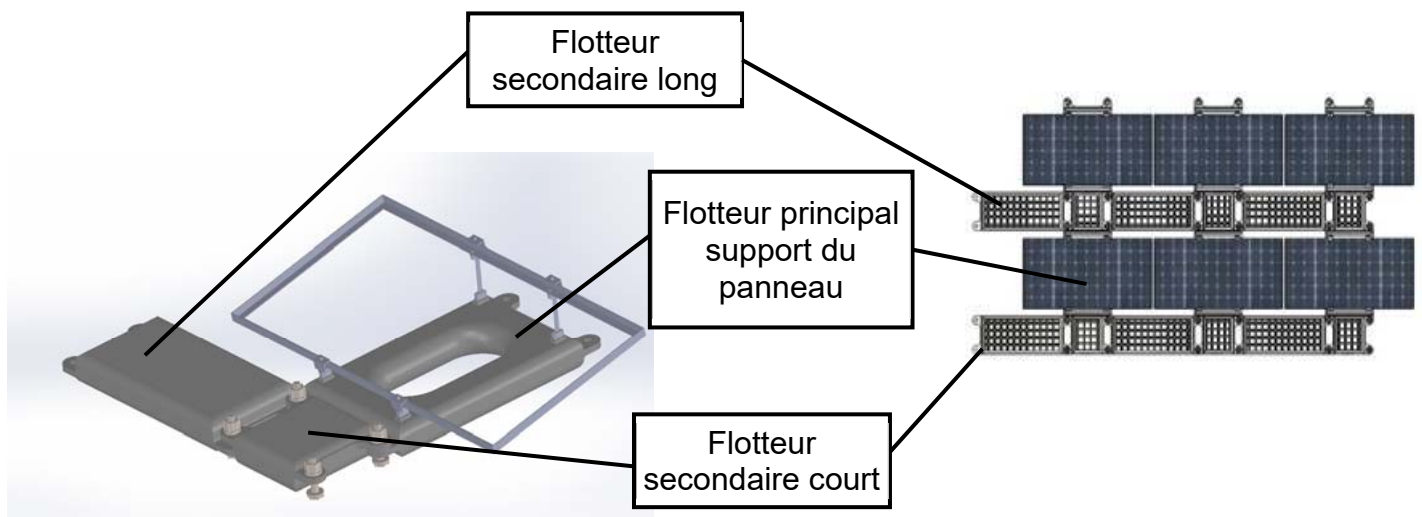 Flotteur
secondaire long
Flotteur principal
support du
panneau
Flotteur
secondaire court